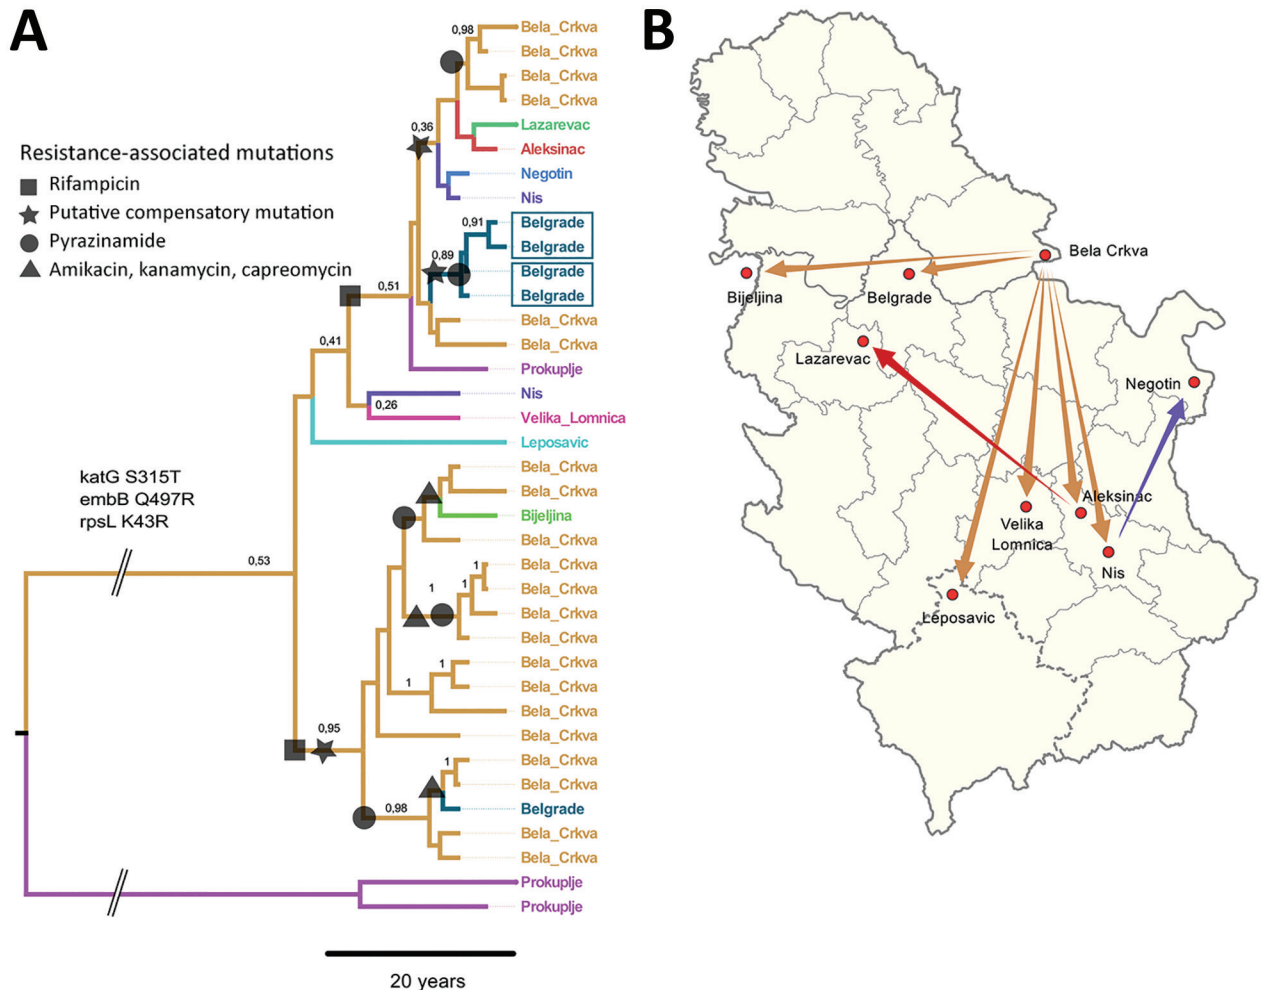 A
Resistance-associated mutations
Rifampicin
Putative compensatory mutation
Pyrazinamide
Amikacin, kanamycin, capreomycin
katG S315T
embB Q497R
rpsL K43R
0,98
0,36
0,91
0,89
0,51
0,41
0,26
0,53
1
1
1
1
1
0,95
1
0,98
Bela_Crkva
Bela_Crkva
Bela_Crkva
Bela_Crkva
Lazarevac
Aleksinac
Negotin
Nis
Belgrade
Belgrade
Belgrade
Belgrade
Bela_Crkva
Bela_Crkva
Prokuplje
Nis
Velika_Lomnica
Leposavic
Bela_Crkva
Bela_Crkva
Bijeljina
Bela_Crkva
Bela_Crkva
Bela_Crkva
Bela_Crkva
Bela_Crkva
Bela_Crkva
Bela_Crkva
Bela_Crkva
Bela_Crkva
Bela_Crkva
Bela_Crkva
Belgrade
Bela_Crkva
Bela_Crkva
Prokuplje
Prokuplje
20 years
B
Bela Crkva
Bijeljina
Belgrade
Lazarevac
Negotin
Aleksinac
Velika
Lomnica
Nis
Leposavic